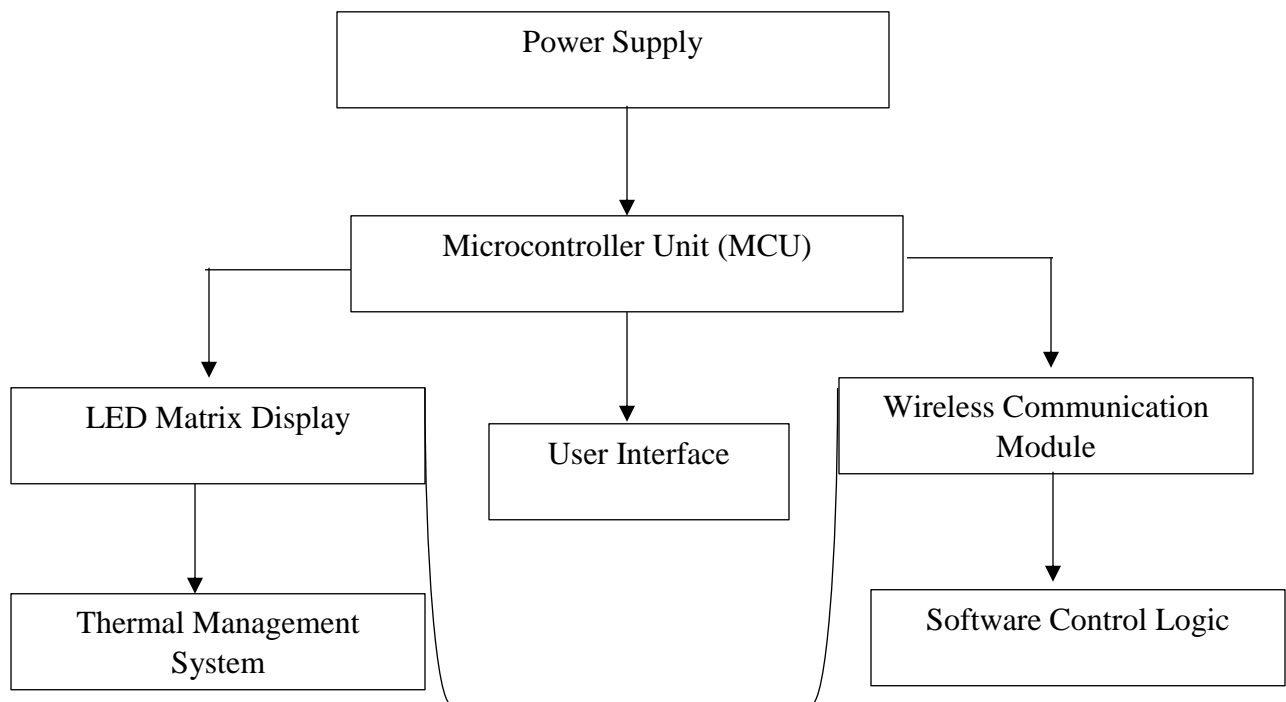 Power Supply
Microcontroller Unit (MCU)
LED Matrix Display
User Interface
Wireless Communication
Module
Thermal Management
System
Software Control Logic